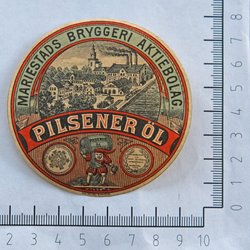 MARIESTADS BRYGGERI AKTIEBOLAG
PILSENER ÖL
1 2 3 4 5 6 7 8
10 9 8 7 6 5 4 3 2 1 0